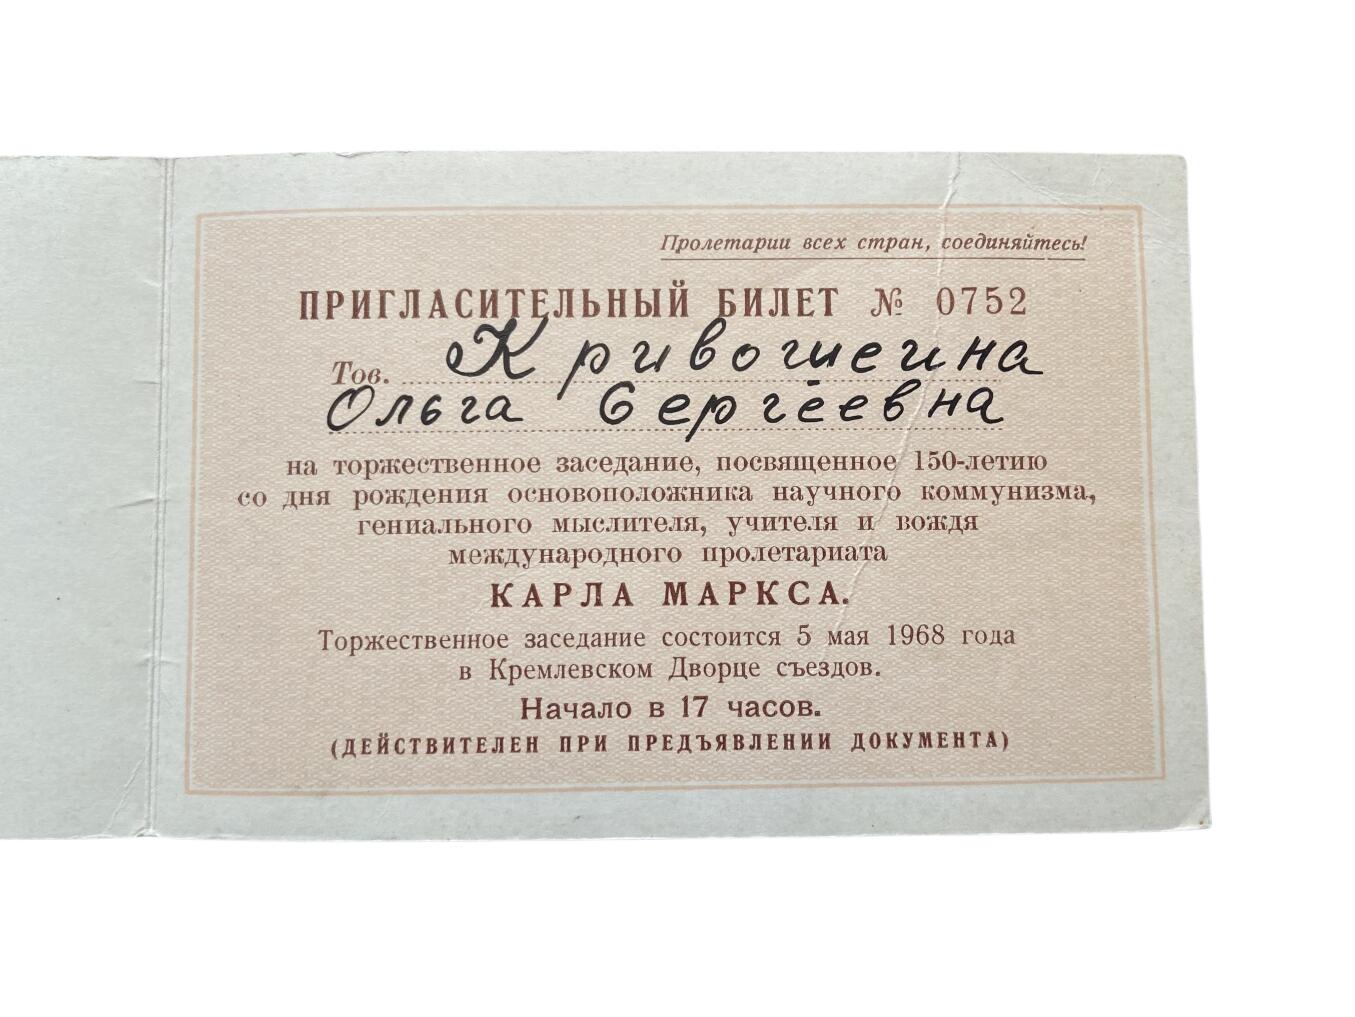 Пролетарии всех стран, соединяйтесь!
ПРИГЛАСИТЕЛЬНЫЙ БИЛЕТ № 0752
Тов. Кривошеина
Ольга Сергеевна
на торжественное заседание, посвященное 150-летию
со дня рождения основоположника научного коммунизма,
гениального мыслителя, учителя и вождя
международного пролетариата
КАРЛА МАРКСА.
Торжественное заседание состоится 5 мая 1968 года
в Кремлевском Дворце съездов.
Начало в 17 часов.
(ДЕЙСТВИТЕЛЕН ПРИ ПРЕДЪЯВЛЕНИИ ДОКУМЕНТА)